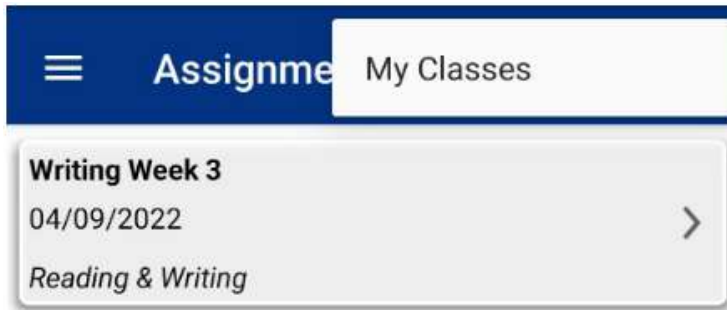 Assignme
My Classes
Writing Week 3
04/09/2022
Reading & Writing